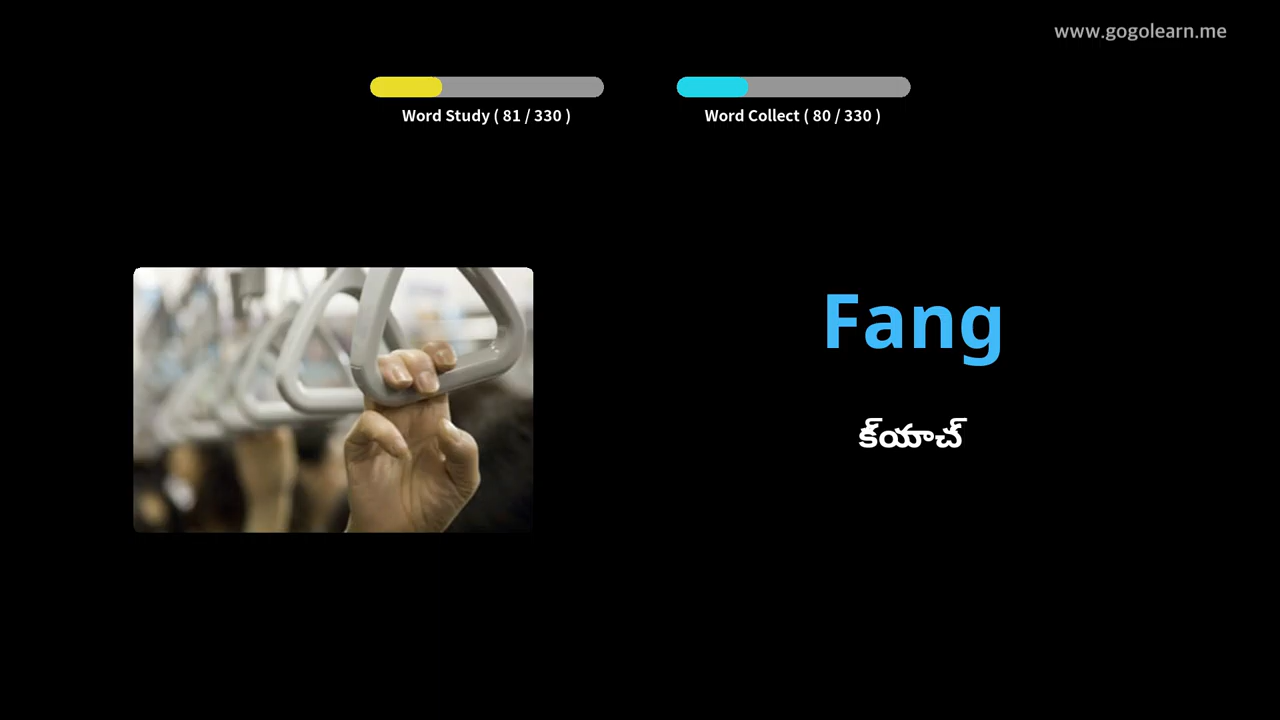 www.gogolearn.me
Word Study ( 81 / 330 )
Word Collect ( 80 / 330 )
Fang
క్‌యాచ్